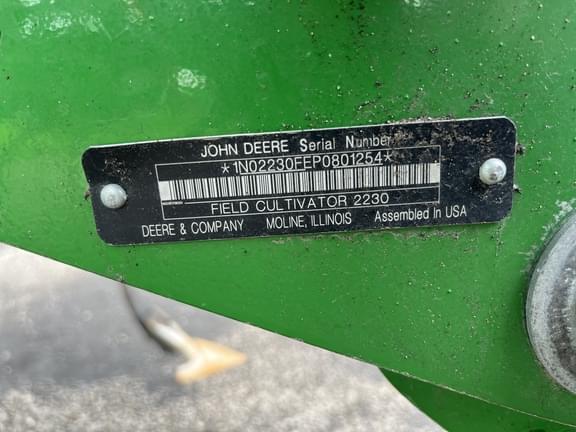 JOHN DEERE Serial Number
*1N02230FEP0801254*
FIELD CULTIVATOR 2230
DEERE & COMPANY MOLINE, ILLINOIS Assembled in USA